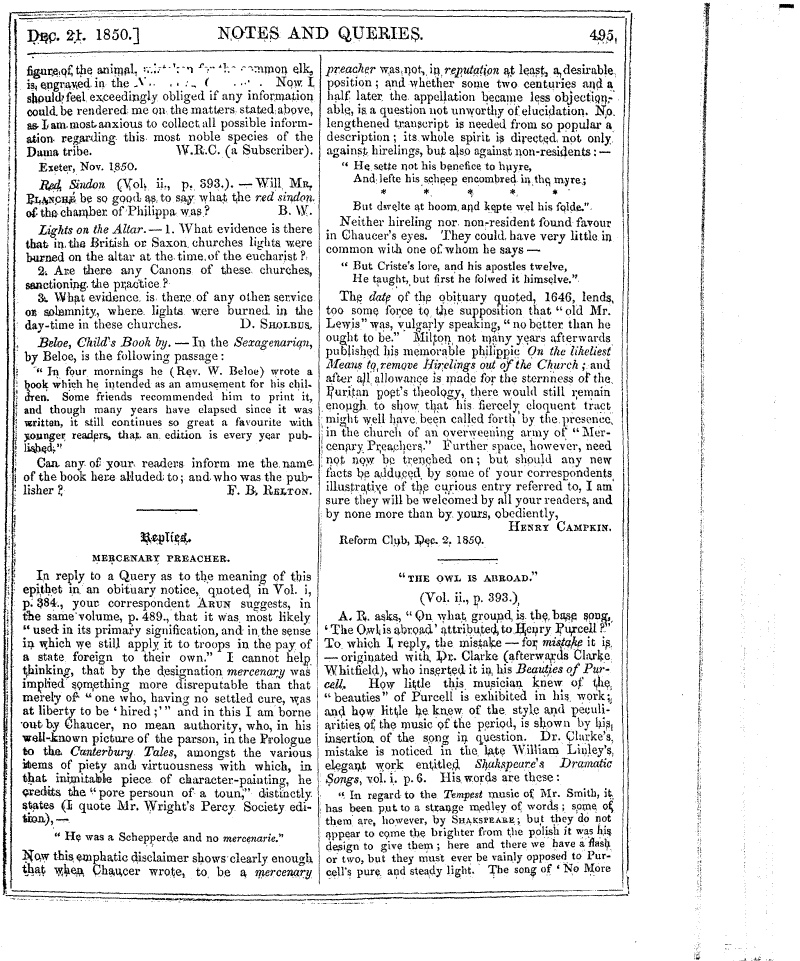 DEC. 21. 1850.] NOTES AND QUERIES. 495
figure of the animal, for the common elk,
is engraved in the Now I
should feel exceedingly obliged if any information
could be rendered me on the matters stated above,
as I am most anxious to collect all possible inform-
ation regarding this most noble species of the
Dama tribe. W.R.C. (a Subscriber).
Exeter, Nov. 1850.
Red Sindon (Vol. ii., p. 393.). — Will MR.
PLANCHÉ be so good as to say what the red sindon
of the chamber of Philippa was? B. W.
Lights on the Altar. — 1. What evidence is there
that in the British or Saxon churches lights were
burned on the altar at the time of the eucharist?
2. Are there any Canons of these churches,
sanctioning the practice?
3. What evidence is there of any other service
or solemnity, where lights were burned in the
day-time in these churches. D. SHOLBUS.
Beloe, Child's Book by. — In the Sexagenarian,
by Beloe, is the following passage:
"In four mornings he (Rev. W. Beloe) wrote a
book which he intended as an amusement for his chil-
dren. Some friends recommended him to print it,
and though many years have elapsed since it was
written, it still continues so great a favourite with
younger readers, that an edition is every year pub-
lished."
Can any of your readers inform me the name
of the book here alluded to; and who was the pub-
lisher? F. B. RELTON.
Replies.
MERCENARY PREACHER.
In reply to a Query as to the meaning of this
epithet in an obituary notice, quoted in Vol. i,
p. 384., your correspondent ARUN suggests, in
the same volume, p. 489., that it was most likely
"used in its primary signification, and in the sense
in which we still apply it to troops in the pay of
a state foreign to their own." I cannot help
thinking, that by the designation mercenary was
implied something more disreputable than that
merely of "one who, having no settled cure, was
at liberty to be 'hired;'" and in this I am borne
out by Chaucer, no mean authority, who, in his
well-known picture of the parson, in the Prologue
to the Canterbury Tales, amongst the various
items of piety and virtuousness with which, in
that inimitable piece of character-painting, he
credits the "pore persoun of a toun," distinctly
states (I quote Mr. Wright's Percy Society edi-
tion), —
"He was a Schepperde and no mercenarie."
Now this emphatic disclaimer shows clearly enough
that when Chaucer wrote, to be a mercenary
preacher was not, in reputation at least, a desirable
position; and whether some two centuries and a
half later the appellation became less objection-
able, is a question not unworthy of elucidation. No
lengthened transcript is needed from so popular a
description; its whole spirit is directed not only
against hirelings, but also against non-residents: —
"He sette not his benefice to huyre,
And lefte his scheep encombred in the myre;
* * * *
But dwelte at hoom and kepte wel his folde."
Neither hireling nor non-resident found favour
in Chaucer's eyes. They could have very little in
common with one of whom he says —
"But Criste's lore, and his apostles twelve,
He taught, but first he folwed it himselve."
The date of the obituary quoted, 1646, lends
too some force to the supposition that "old Mr.
Lewis" was, vulgarly speaking, "no better than he
ought to be." Milton not many years afterwards
published his memorable philippic On the likeliest
Means to remove Hirelings out of the Church; and
after all allowance is made for the sternness of the
Puritan poet's theology, there would still remain
enough to show that his fiercely eloquent tract
might well have been called forth by the presence
in the church of an overweening army of "Mer-
cenary Preachers." Further space, however, need
not now be trenched on; but should any new
facts be adduced by some of your correspondents
illustrative of the curious entry referred to, I am
sure they will be welcomed by all your readers, and
by none more than by yours, obediently,
HENRY CAMPKIN.
Reform Club, Dec. 2. 1850.
"THE OWL IS ABROAD."
(Vol. ii., p. 393.)
A. R. asks, "On what ground is the base song,
'The Owl is abroad' attributed to Henry Purcell?"
To which I reply, the mistake — for mistake it is
— originated with Dr. Clarke (afterwards Clarke
Whitfield), who inserted it in his Beauties of Pur-
cell. How little this musician knew of the
"beauties" of Purcell is exhibited in his work;
and how little he knew of the style and peculi-
arities of the music of the period, is shown by his
insertion of the song in question. Dr. Clarke's
mistake is noticed in the late William Linley's
elegant work entitled Shakspeare's Dramatic
Songs, vol. i. p. 6. His words are these:
"In regard to the Tempest music of Mr. Smith, it
has been put to a strange medley of words; some of
them are, however, by SHAKSPEARE; but they do not
appear to come the brighter from the polish it was his
design to give them; here and there we have a flash
or two, but they must ever be vainly opposed to Pur-
cell's pure and steady light. The song of 'No More